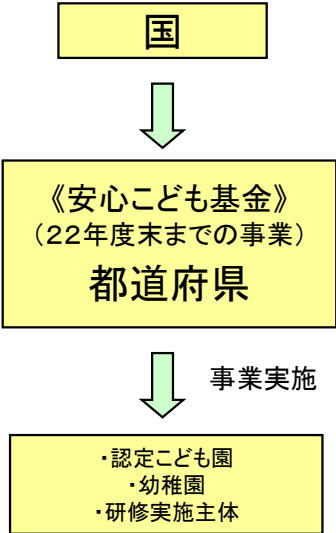 国
《安心こども基金》
（２２年度末までの事業）
都道府県
事業実施
・認定こども園
・幼稚園
・研修実施主体